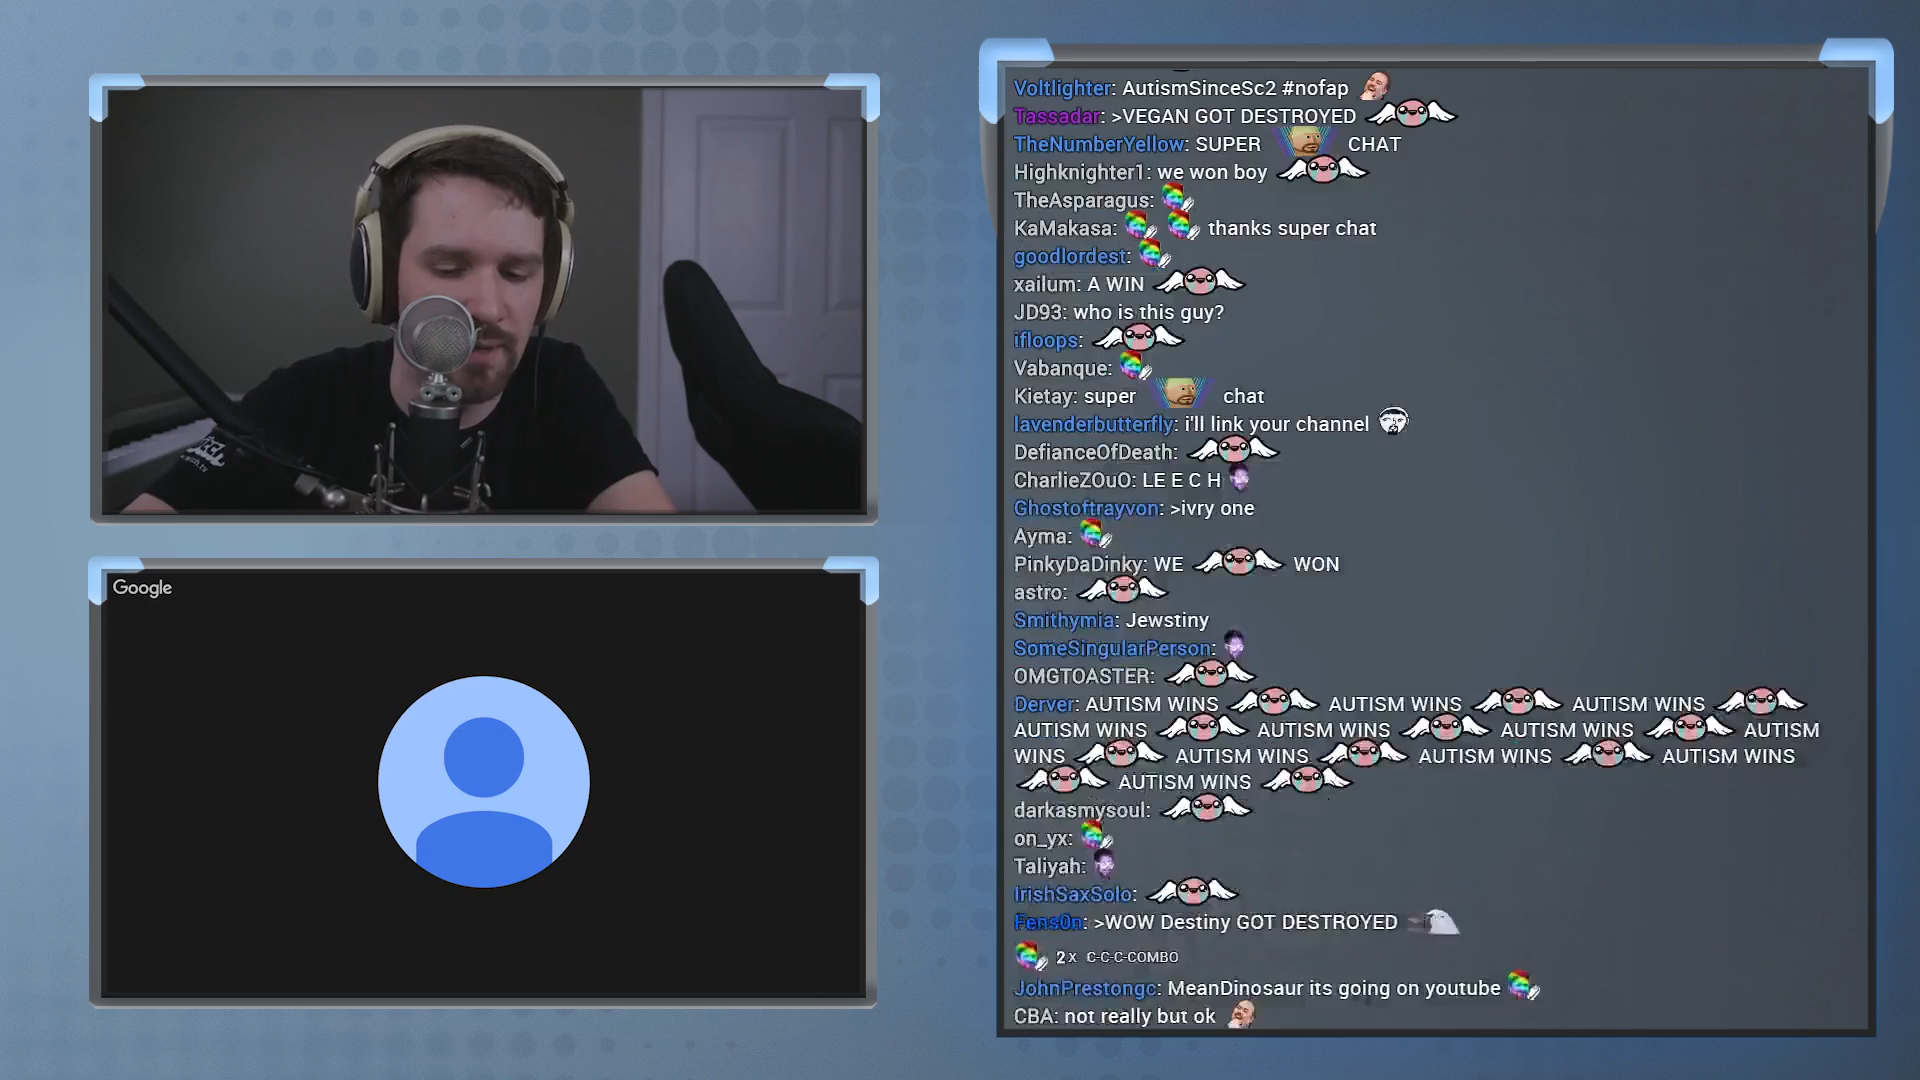 Google
Voltlighter: AutismSinceSc2 #nofap
Tassadar: >VEGAN GOT DESTROYED
TheNumberYellow: SUPER CHAT
Highknighter1: we won boy
TheAsparagus:
KaMakasa: thanks super chat
goodlordest:
xailum: A WIN
JD93: who is this guy?
ifloops:
Vabanque:
Kietay: super chat
lavenderbutterfly: i'll link your channel
DefianceOfDeath:
CharlieZOuO: LE E C H
Ghostoftrayvon: >ivry one
Ayma:
PinkyDaDinky: WE WON
astro:
Smithymia: Jewstiny
SomeSingularPerson:
OMGTOASTER:
Derver: AUTISM WINS AUTISM WINS AUTISM WINS
AUTISM WINS AUTISM WINS AUTISM WINS AUTISM
WINS AUTISM WINS AUTISM WINS AUTISM WINS
AUTISM WINS
darkasmysoul:
on_yx:
Taliyah:
IrishSaxSolo:
Fens0n: >WOW Destiny GOT DESTROYED
2x C-C-C-COMBO
JohnPrestongc: MeanDinosaur its going on youtube
CBA: not really but ok